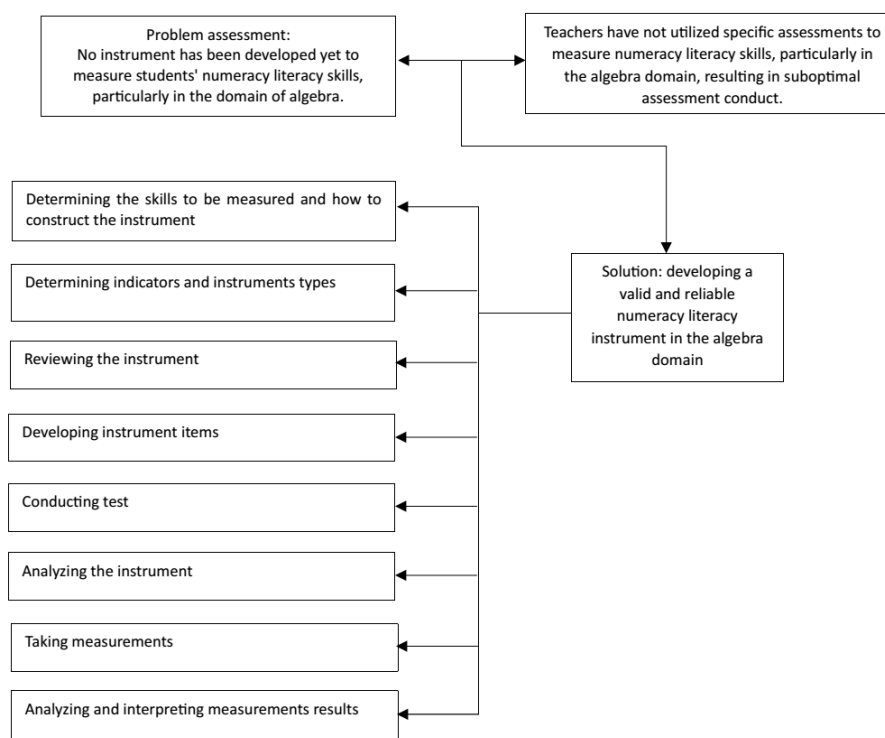 Problem assessment:
No instrument has been developed yet to
measure students' numeracy literacy skills,
particularly in the domain of algebra.
Teachers have not utilized specific assessments to
measure numeracy literacy skills, particularly in
the algebra domain, resulting in suboptimal
assessment conduct.
Determining the skills to be measured and how to
construct the instrument
Determining indicators and instruments types
Reviewing the instrument
Developing instrument items
Conducting test
Analyzing the instrument
Taking measurements
Analyzing and interpreting measurements results
Solution: developing a
valid and reliable
numeracy literacy
instrument in the algebra
domain